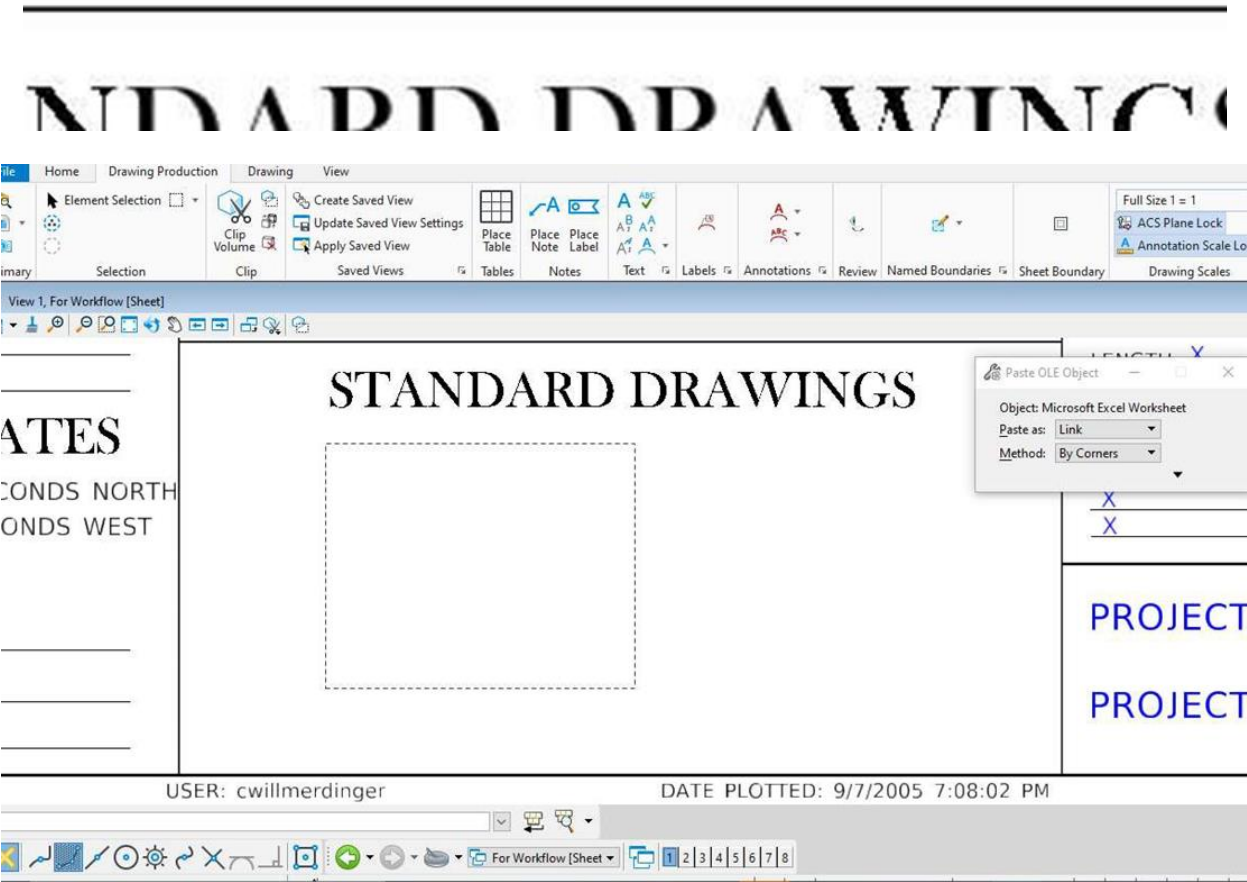 NDARD DRAWINGS
File Home Drawing Production Drawing View
Element Selection
Create Saved View
Update Saved View Settings
Apply Saved View
Clip Volume
Place Table
Place Note
Place Label
Full Size 1 = 1
ACS Plane Lock
Annotation Scale Lo
imary Selection Clip Saved Views Tables Notes Text Labels Annotations Review Named Boundaries Sheet Boundary Drawing Scales
View 1, For Workflow [Sheet]
STANDARD DRAWINGS
ATES
CONDS NORTH
ONDS WEST
LENGTH X
Paste OLE Object
Object: Microsoft Excel Worksheet
Paste as: Link
Method: By Corners
X
X
PROJECT
PROJECT
USER: cwillmerdinger DATE PLOTTED: 9/7/2005 7:08:02 PM
For Workflow [Sheet 1 2 3 4 5 6 7 8